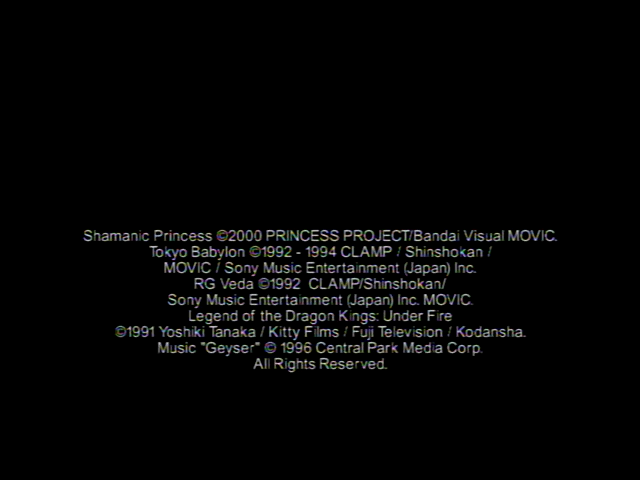 Shamanic Princess ©2000 PRINCESS PROJECT/Bandai Visual MOVIC.
Tokyo Babylon ©1992 - 1994 CLAMP / Shinshokan /
MOVIC / Sony Music Entertainment (Japan) Inc.
RG Veda ©1992 CLAMP/Shinshokan/
Sony Music Entertainment (Japan) Inc. MOVIC.
Legend of the Dragon Kings: Under Fire
©1991 Yoshiki Tanaka / Kitty Films / Fuji Television / Kodansha.
Music "Geyser" © 1996 Central Park Media Corp.
All Rights Reserved.